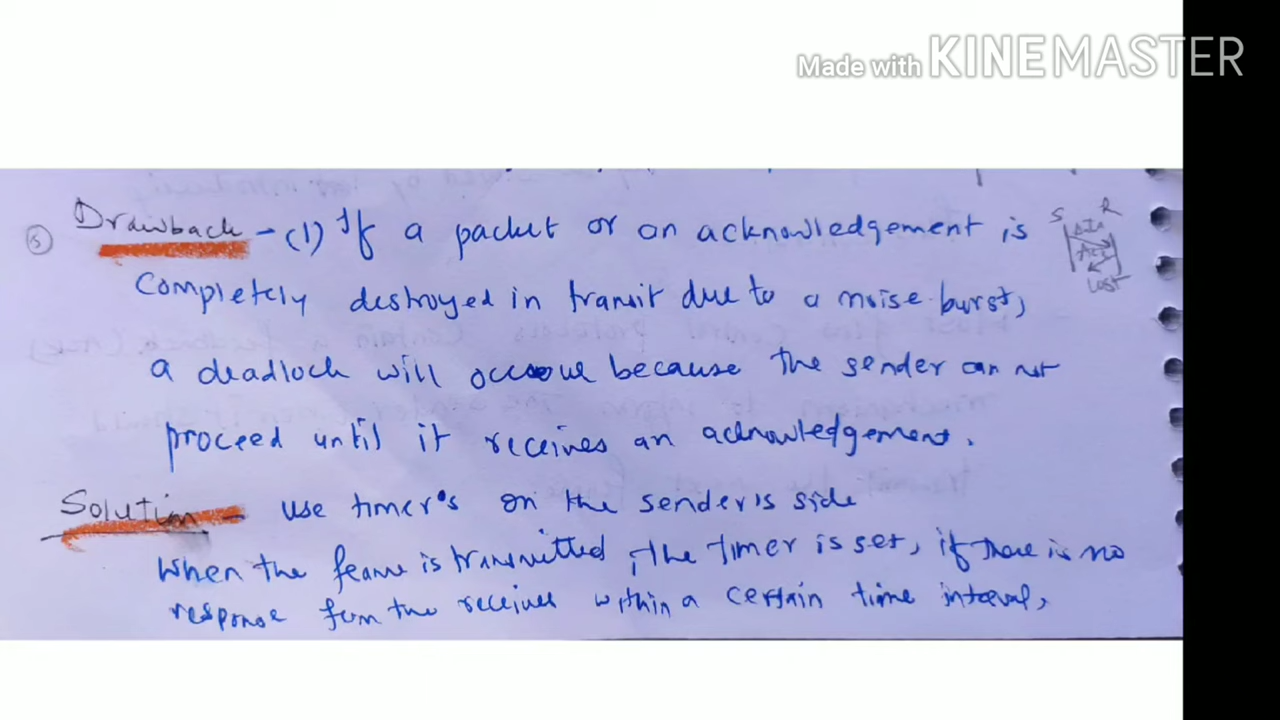 Made with KINEMASTER
5 Drawback - (1) If a packet or an acknowledgement is
completely destroyed in transit due to a noise burst,
a deadlock will occur because the sender can not
proceed until it receives an acknowledgement.
Solution - use timer's on the sender's side
When the frame is transmitted, the timer is set, if there is no
response from the receiver within a certain time interval,
S R
Ack
Lost